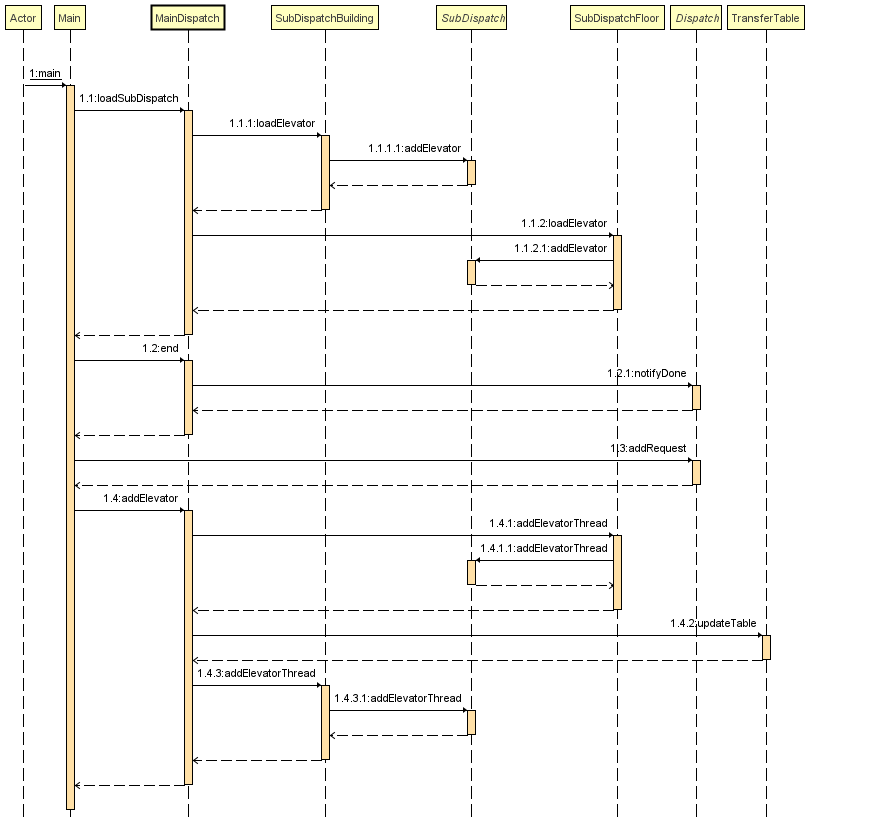 Actor
Main
MainDispatch
SubDispatchBuilding
SubDispatch
SubDispatchFloor
Dispatch
TransferTable
1:main
1.1:loadSubDispatch
1.1.1:loadElevator
1.1.1.1:addElevator
1.1.2:loadElevator
1.1.2.1:addElevator
1.2:end
1.2.1:notifyDone
1.3:addRequest
1.4:addElevator
1.4.1:addElevatorThread
1.4.1.1:addElevatorThread
1.4.2:updateTable
1.4.3:addElevatorThread
1.4.3.1:addElevatorThread